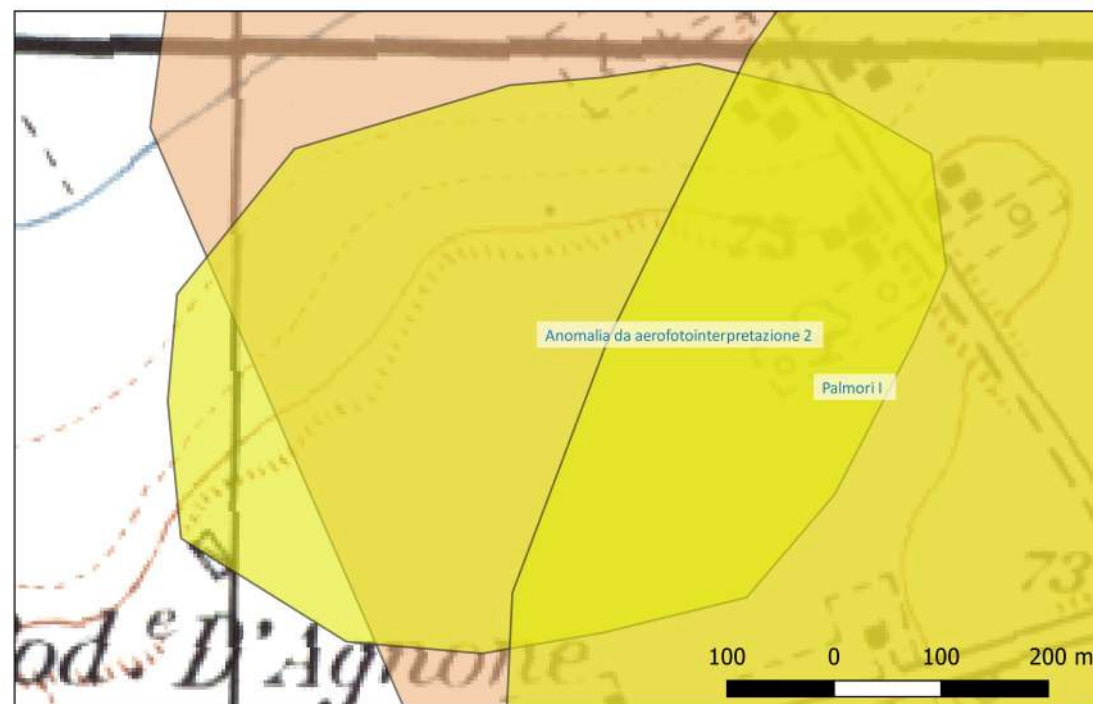 73
Anomalia da aerofotointerpretazione 2
Palmori I
73
od.e D'Agnone
100 0 100 200 m